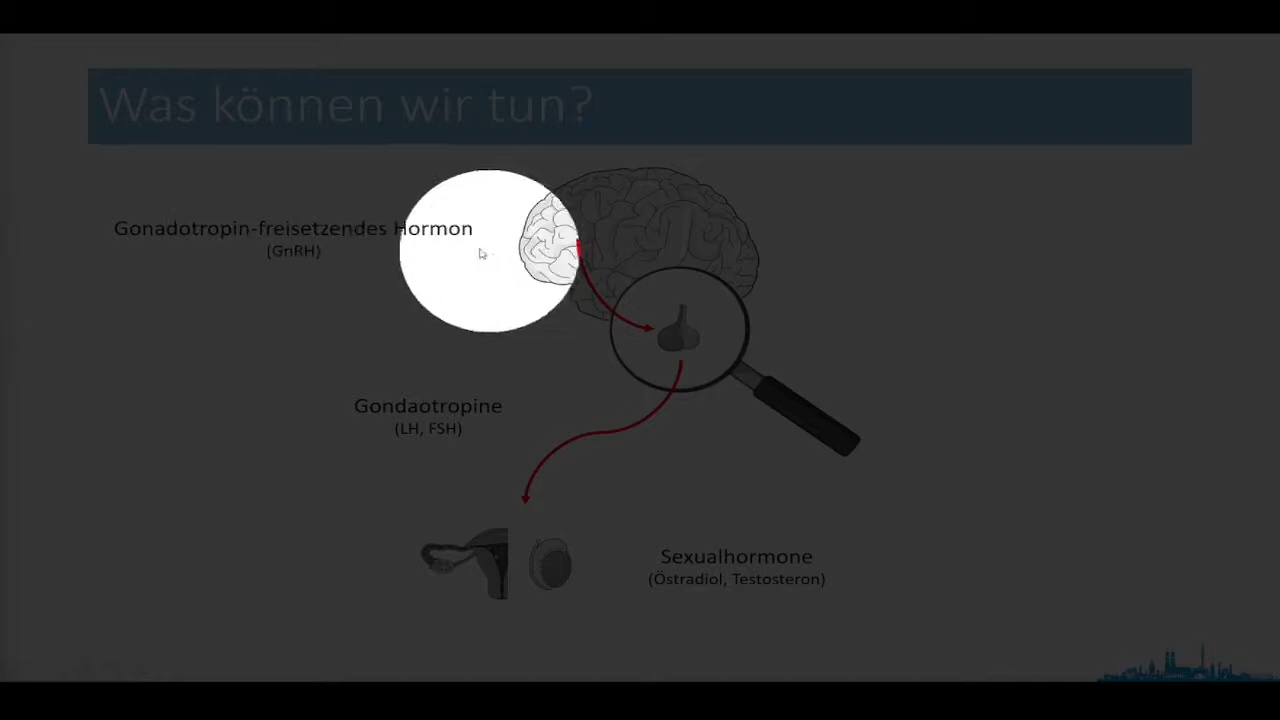 Was können wir tun?
Gonadotropin-freisetzendes Hormon
(GnRH)
Gondaotropine
(LH, FSH)
Sexualhormone
(Östradiol, Testosteron)